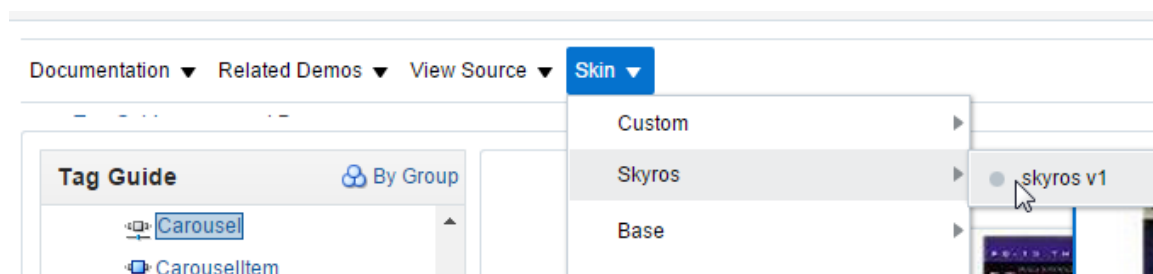 Documentation ▼ Related Demos ▼ View Source ▼ Skin ▼
Custom
Tag Guide By Group
Skyros
skyros v1
Carousel
Base
CarouselItem